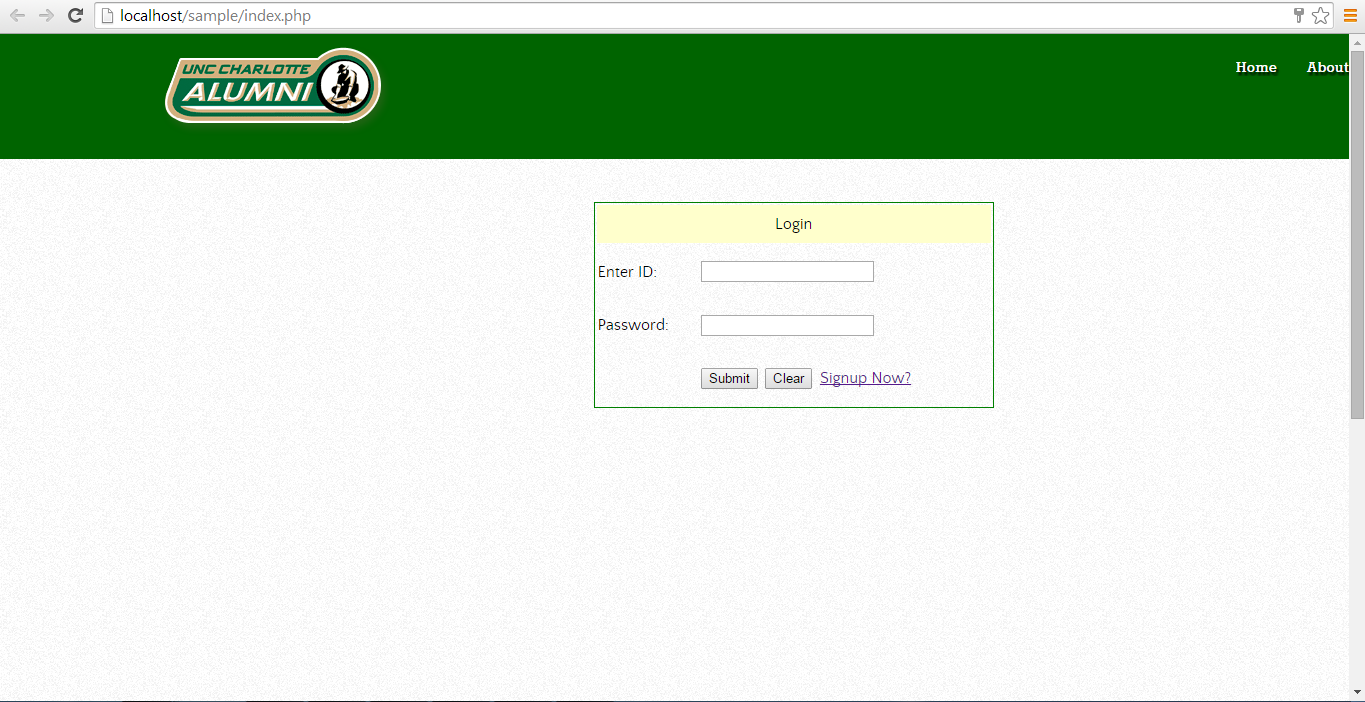 localhost/sample/index.php
UNC CHARLOTTE
ALUMNI
Home About
Login
Enter ID:
Password:
Submit Clear Signup Now?